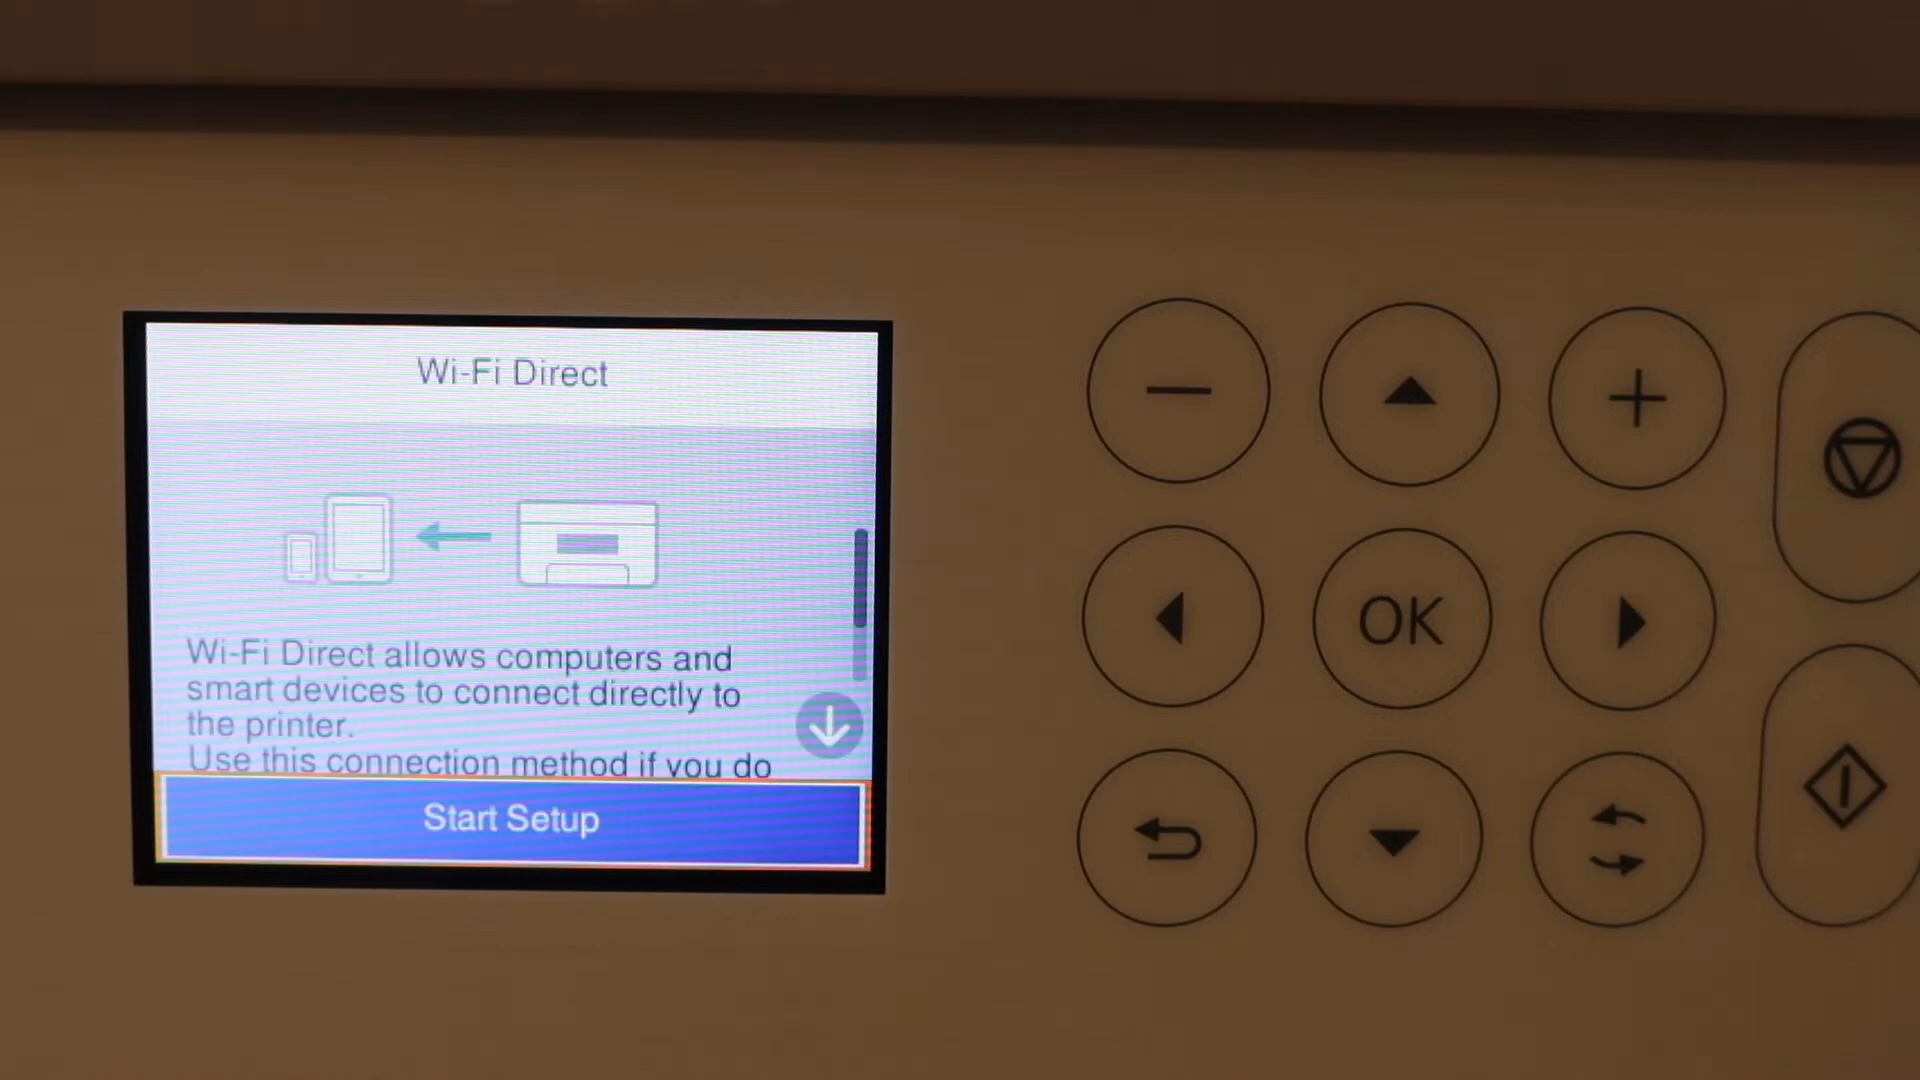 Wi-Fi Direct
Wi-Fi Direct allows computers and
smart devices to connect directly to
the printer.
Use this connection method if you do
Start Setup
OK